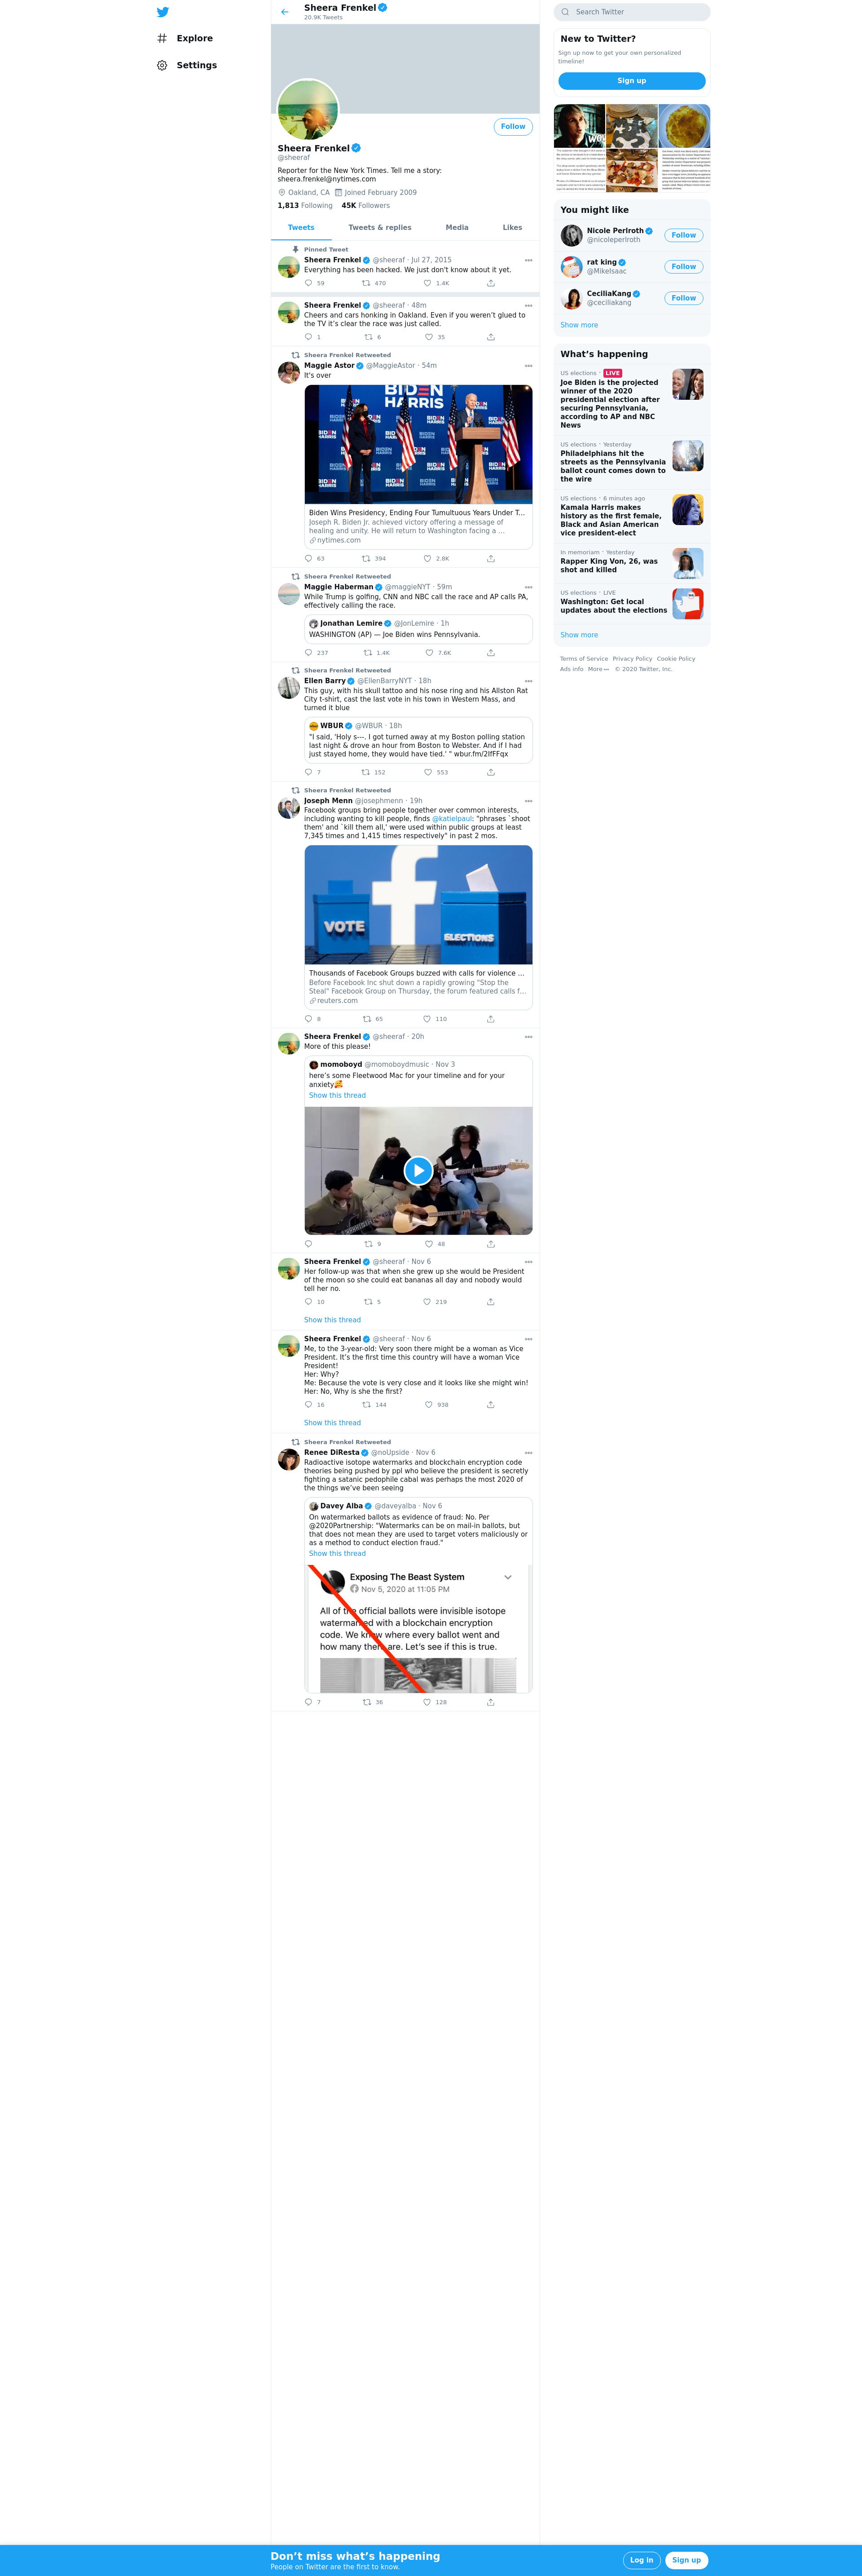 Explore
Settings
Sheera Frenkel
20.9K Tweets
Follow
Sheera Frenkel
@sheeraf
Reporter for the New York Times. Tell me a story:
sheera.frenkel@nytimes.com
Oakland, CA Joined February 2009
1,813 Following 45K Followers
Tweets Tweets & replies Media Likes
Pinned Tweet
Sheera Frenkel @sheeraf · Jul 27, 2015
Everything has been hacked. We just don't know about it yet.
59 470 1.4K
Sheera Frenkel @sheeraf · 48m
Cheers and cars honking in Oakland. Even if you weren’t glued to
the TV it’s clear the race was just called.
1 6 35
Sheera Frenkel Retweeted
Maggie Astor @MaggieAstor · 54m
It's over
BIDEN
HARRIS
Biden Wins Presidency, Ending Four Tumultuous Years Under T...
Joseph R. Biden Jr. achieved victory offering a message of
healing and unity. He will return to Washington facing a ...
nytimes.com
63 394 2.8K
Sheera Frenkel Retweeted
Maggie Haberman @maggieNYT · 59m
While Trump is golfing, CNN and NBC call the race and AP calls PA,
effectively calling the race.
Jonathan Lemire @JonLemire · 1h
WASHINGTON (AP) — Joe Biden wins Pennsylvania.
237 1.4K 7.6K
Sheera Frenkel Retweeted
Ellen Barry @EllenBarryNYT · 18h
This guy, with his skull tattoo and his nose ring and his Allston Rat
City t-shirt, cast the last vote in his town in Western Mass, and
turned it blue
WBUR @WBUR · 18h
"I said, 'Holy s---. I got turned away at my Boston polling station
last night & drove an hour from Boston to Webster. And if I had
just stayed home, they would have tied.' " wbur.fm/2IfFFqx
7 152 553
Sheera Frenkel Retweeted
Joseph Menn @josephmenn · 19h
Facebook groups bring people together over common interests,
including wanting to kill people, finds @katielpaul: "phrases `shoot
them' and `kill them all,' were used within public groups at least
7,345 times and 1,415 times respectively" in past 2 mos.
VOTE
ELECTIONS
Thousands of Facebook Groups buzzed with calls for violence ...
Before Facebook Inc shut down a rapidly growing “Stop the
Steal” Facebook Group on Thursday, the forum featured calls f...
reuters.com
8 65 110
Sheera Frenkel @sheeraf · 20h
More of this please!
momoboyd @momoboydmusic · Nov 3
here’s some Fleetwood Mac for your timeline and for your
anxiety🥰
Show this thread
9 48
Sheera Frenkel @sheeraf · Nov 6
Her follow-up was that when she grew up she would be President
of the moon so she could eat bananas all day and nobody would
tell her no.
10 5 219
Show this thread
Sheera Frenkel @sheeraf · Nov 6
Me, to the 3-year-old: Very soon there might be a woman as Vice
President. It’s the first time this country will have a woman Vice
President!
Her: Why?
Me: Because the vote is very close and it looks like she might win!
Her: No, Why is she the first?
16 144 938
Show this thread
Sheera Frenkel Retweeted
Renee DiResta @noUpside · Nov 6
Radioactive isotope watermarks and blockchain encryption code
theories being pushed by ppl who believe the president is secretly
fighting a satanic pedophile cabal was perhaps the most 2020 of
the things we’ve been seeing
Davey Alba @daveyalba · Nov 6
On watermarked ballots as evidence of fraud: No. Per
@2020Partnership: "Watermarks can be on mail-in ballots, but
that does not mean they are used to target voters maliciously or
as a method to conduct election fraud."
Show this thread
Exposing The Beast System
Nov 5, 2020 at 11:05 PM
All of the official ballots were invisible isotope
watermarked with a blockchain encryption
code. We know where every ballot went and
how many there are. Let's see if this is true.
7 36 128
Search Twitter
New to Twitter?
Sign up now to get your own personalized
timeline!
Sign up
You might like
Nicole Perlroth
@nicoleperlroth
Follow
rat king
@MikeIsaac
Follow
CeciliaKang
@ceciliakang
Follow
Show more
What’s happening
US elections · LIVE
Joe Biden is the projected
winner of the 2020
presidential election after
securing Pennsylvania,
according to AP and NBC
News
US elections · Yesterday
Philadelphians hit the
streets as the Pennsylvania
ballot count comes down to
the wire
US elections · 6 minutes ago
Kamala Harris makes
history as the first female,
Black and Asian American
vice president-elect
In memoriam · Yesterday
Rapper King Von, 26, was
shot and killed
US elections · LIVE
Washington: Get local
updates about the elections
Show more
Terms of Service Privacy Policy Cookie Policy
Ads info More © 2020 Twitter, Inc.
Don’t miss what’s happening
People on Twitter are the first to know.
Log in
Sign up